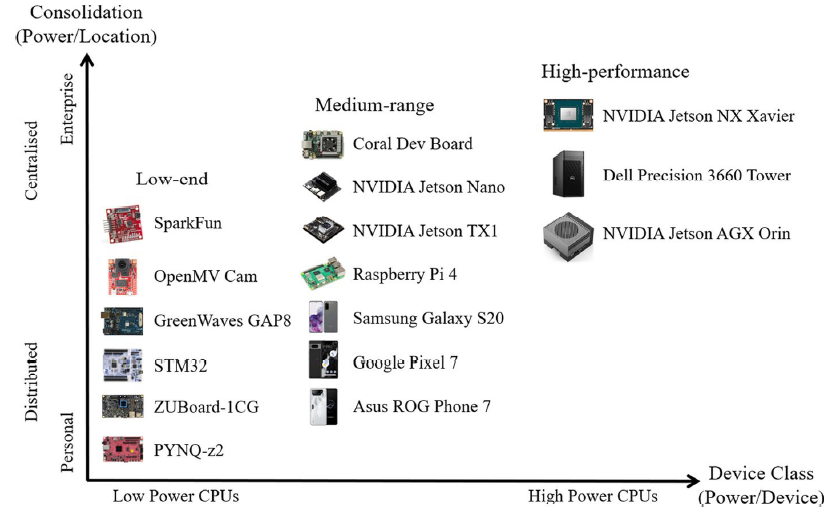 Consolidation
(Power/Location)
Centralised
Enterprise
Distributed
Personal
Low-end
SparkFun
OpenMV Cam
GreenWaves GAP8
STM32
ZUBoard-1CG
PYNQ-z2
Medium-range
Coral Dev Board
NVIDIA Jetson Nano
NVIDIA Jetson TX1
Raspberry Pi 4
Samsung Galaxy S20
Google Pixel 7
Asus ROG Phone 7
High-performance
NVIDIA Jetson NX Xavier
Dell Precision 3660 Tower
NVIDIA Jetson AGX Orin
Low Power CPUs
High Power CPUs
Device Class
(Power/Device)